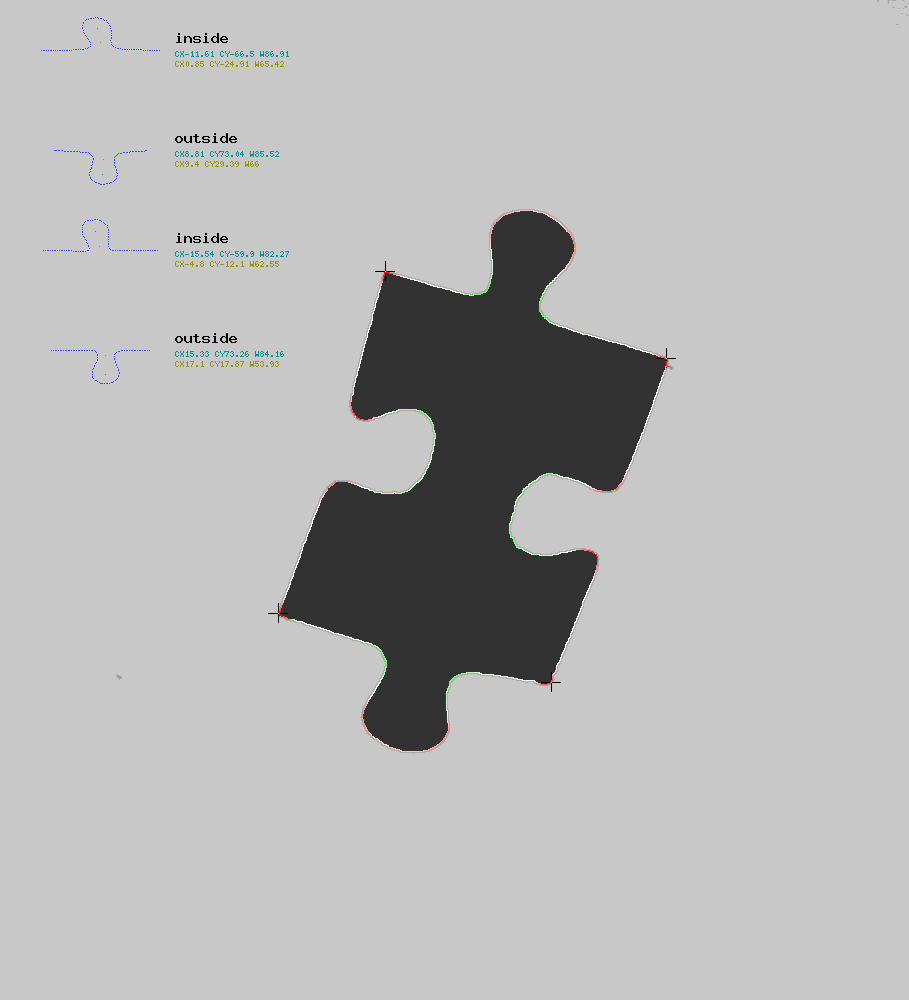 inside
CX-11.61 CY-66.5 W86.91
CX0.85 CY-24.91 W65.42
outside
CX8.81 CY73.04 W85.52
CX9.4 CY29.39 W66
inside
CX-15.54 CY-59.9 W82.27
CX-4.8 CY-12.1 W62.55
outside
CX15.33 CY73.26 W84.16
CX17.1 CY17.87 W53.93